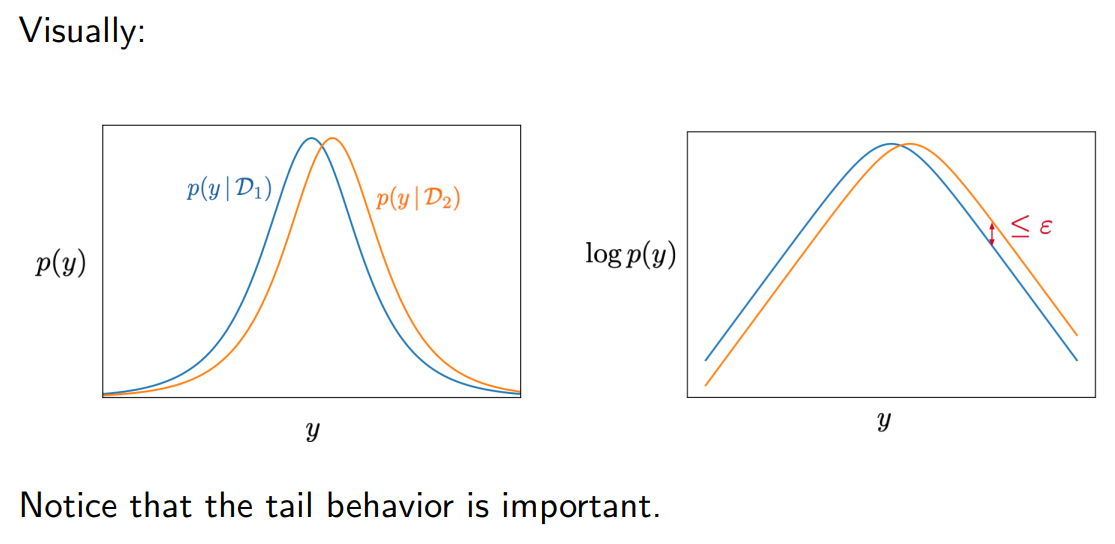 Visually:
p(y | 𝒟₁)
p(y | 𝒟₂)
p(y)
y
≤ ε
log p(y)
y
Notice that the tail behavior is important.